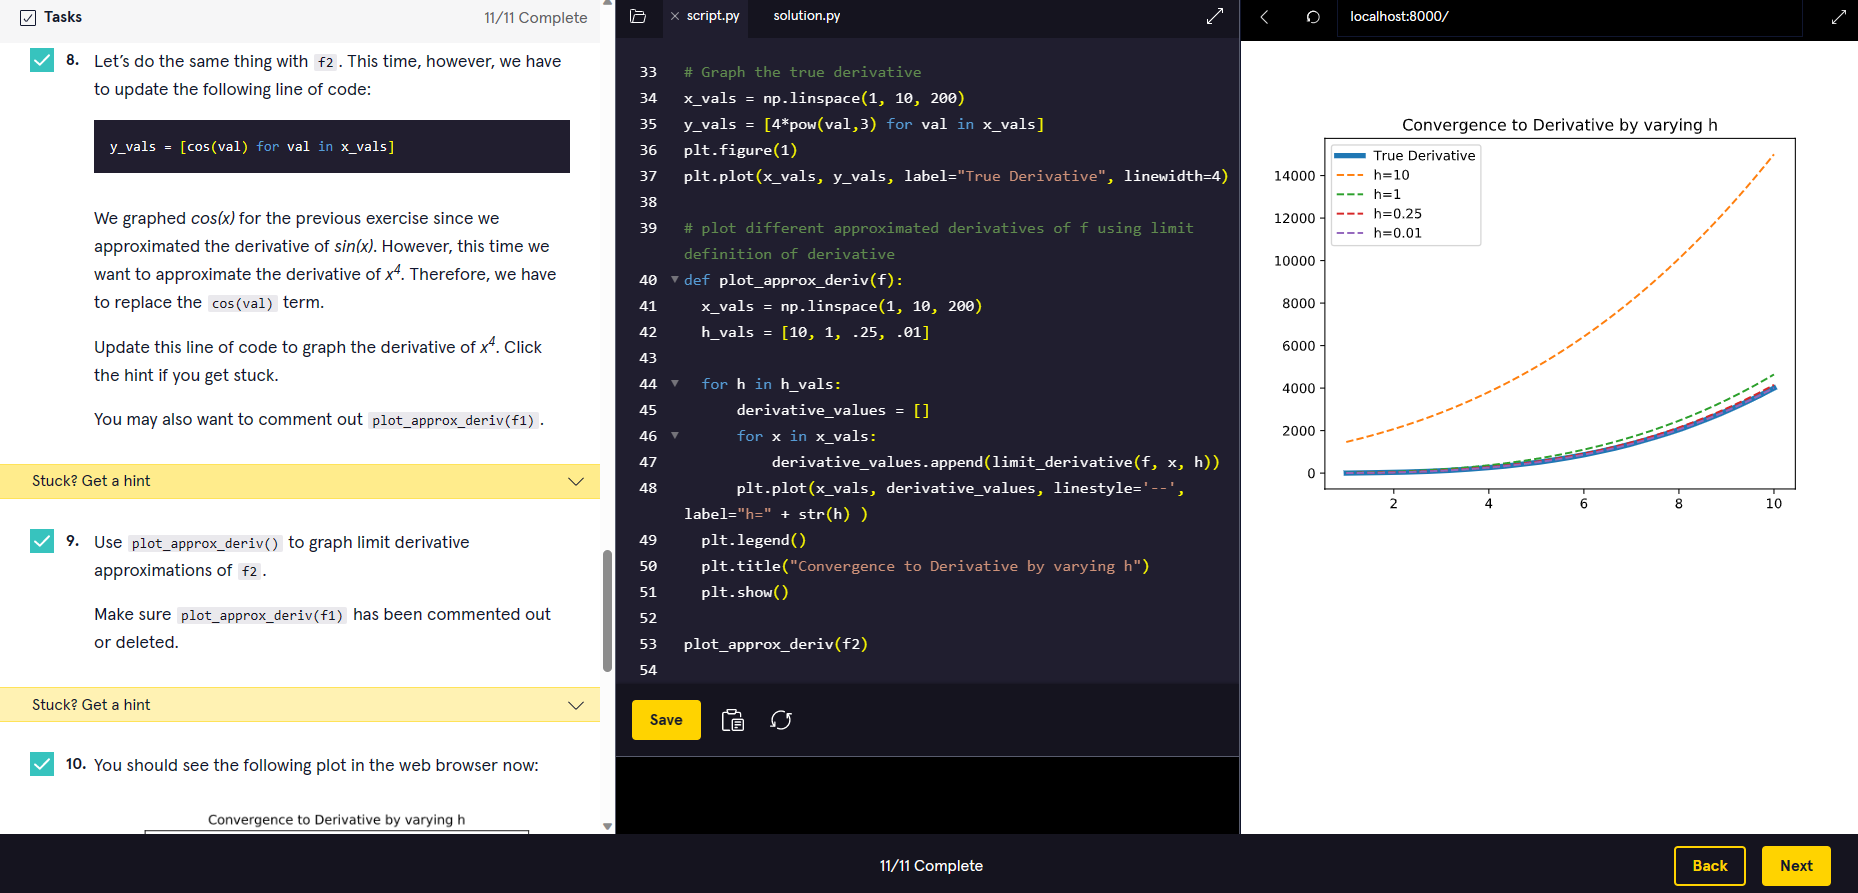 Tasks
11/11 Complete
8. Let's do the same thing with f2. This time, however, we have
to update the following line of code:
y_vals = [cos(val) for val in x_vals]
We graphed cos(x) for the previous exercise since we
approximated the derivative of sin(x). However, this time we
want to approximate the derivative of x⁴. Therefore, we have
to replace the cos(val) term.
Update this line of code to graph the derivative of x⁴. Click
the hint if you get stuck.
You may also want to comment out plot_approx_deriv(f1).
Stuck? Get a hint
9. Use plot_approx_deriv() to graph limit derivative
approximations of f2.
Make sure plot_approx_deriv(f1) has been commented out
or deleted.
Stuck? Get a hint
10. You should see the following plot in the web browser now:
Convergence to Derivative by varying h
script.py
solution.py
33 # Graph the true derivative
34 x_vals = np.linspace(1, 10, 200)
35 y_vals = [4*pow(val,3) for val in x_vals]
36 plt.figure(1)
37 plt.plot(x_vals, y_vals, label="True Derivative", linewidth=4)
38
39 # plot different approximated derivatives of f using limit
definition of derivative
40 def plot_approx_deriv(f):
41 x_vals = np.linspace(1, 10, 200)
42 h_vals = [10, 1, .25, .01]
43
44 for h in h_vals:
45 derivative_values = []
46 for x in x_vals:
47 derivative_values.append(limit_derivative(f, x, h))
48 plt.plot(x_vals, derivative_values, linestyle='--',
label="h=" + str(h) )
49 plt.legend()
50 plt.title("Convergence to Derivative by varying h")
51 plt.show()
52
53 plot_approx_deriv(f2)
54
Save
localhost:8000/
Convergence to Derivative by varying h
True Derivative
h=10
h=1
h=0.25
h=0.01
14000
12000
10000
8000
6000
4000
2000
0
2 4 6 8 10
11/11 Complete
Back
Next